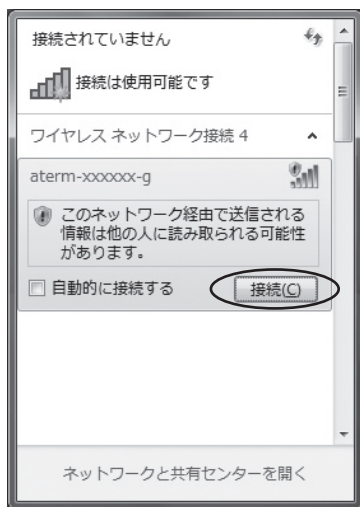 接続されていません
接続は使用可能です
ワイヤレス ネットワーク接続 4
aterm-xxxxxx-g
このネットワーク経由で送信される
情報は他の人に読み取られる可能性
があります。
自動的に接続する
接続(C)
ネットワークと共有センターを開く